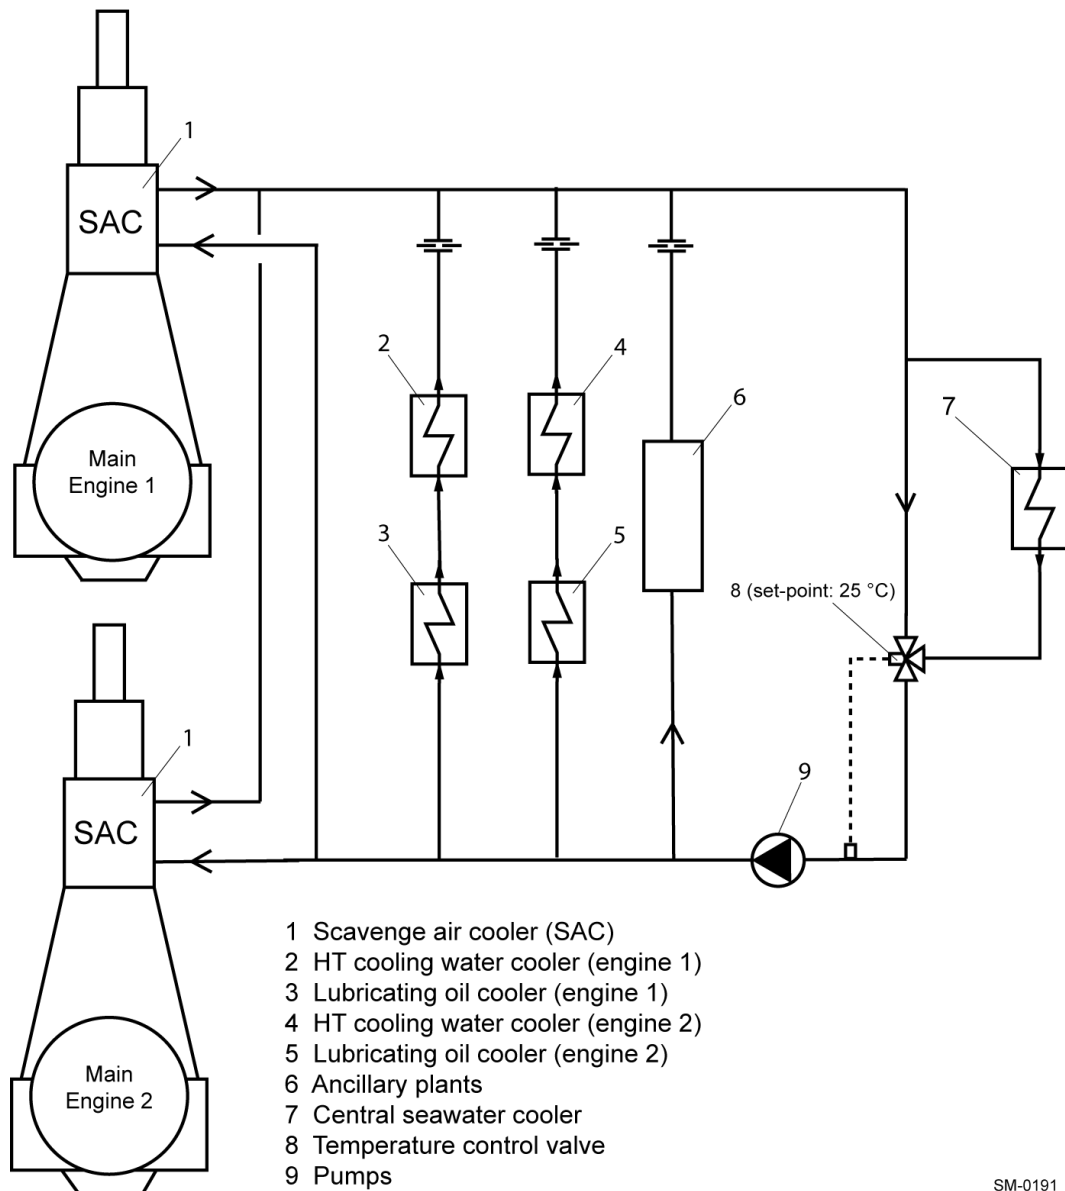 1
SAC
2
4
6
7
Main
Engine 1
3
5
8 (set-point: 25 °C)
1
9
SAC
1 Scavenge air cooler (SAC)
2 HT cooling water cooler (engine 1)
3 Lubricating oil cooler (engine 1)
4 HT cooling water cooler (engine 2)
5 Lubricating oil cooler (engine 2)
6 Ancillary plants
7 Central seawater cooler
8 Temperature control valve
9 Pumps
Main
Engine 2
SM-0191